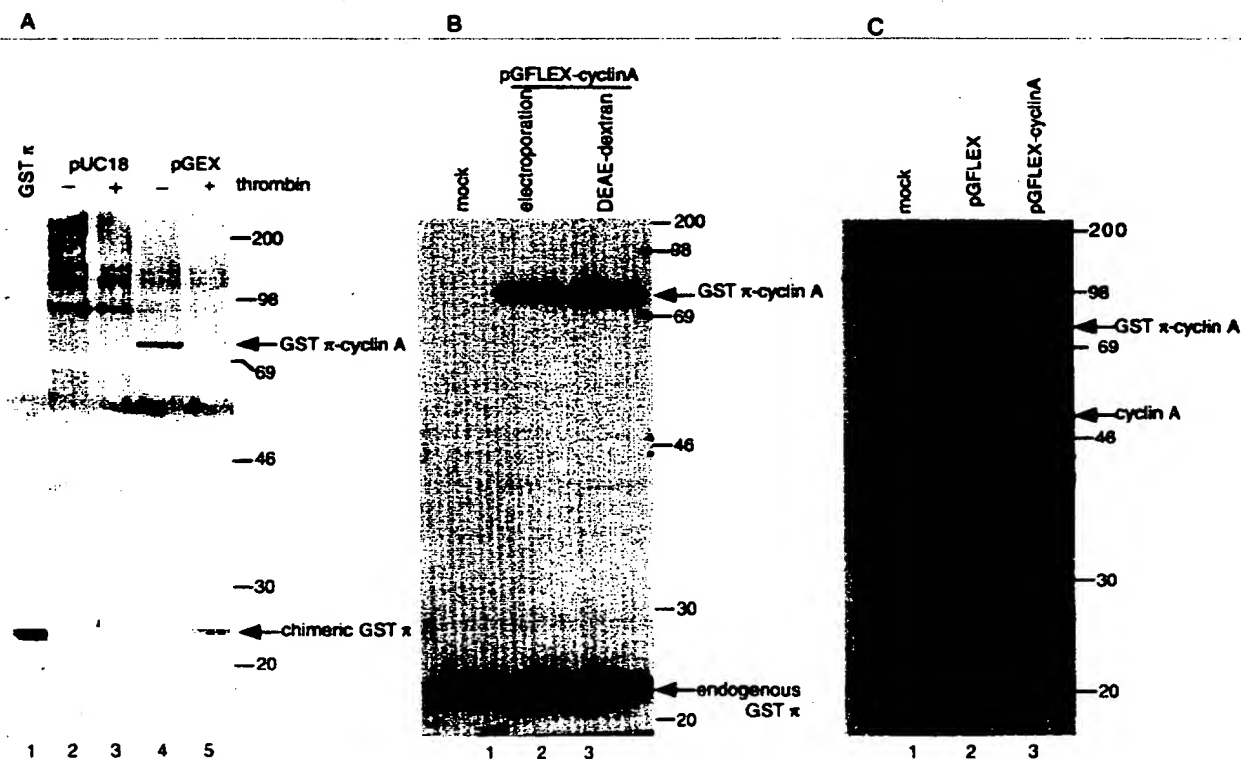 A
GST π
pUC18
pGEX
− + − + thrombin
200
98
GST π-cyclin A
69
46
30
chimeric GST π
20
1 2 3 4 5
B
pGFLEX-cyclinA
mock
electroporation
DEAE-dextran
200
98
GST π-cyclin A
69
46
30
endogenous
GST π
20
1 2 3
C
mock
pGFLEX
pGFLEX-cyclinA
200
98
GST π-cyclin A
69
cyclin A
46
30
20
1 2 3